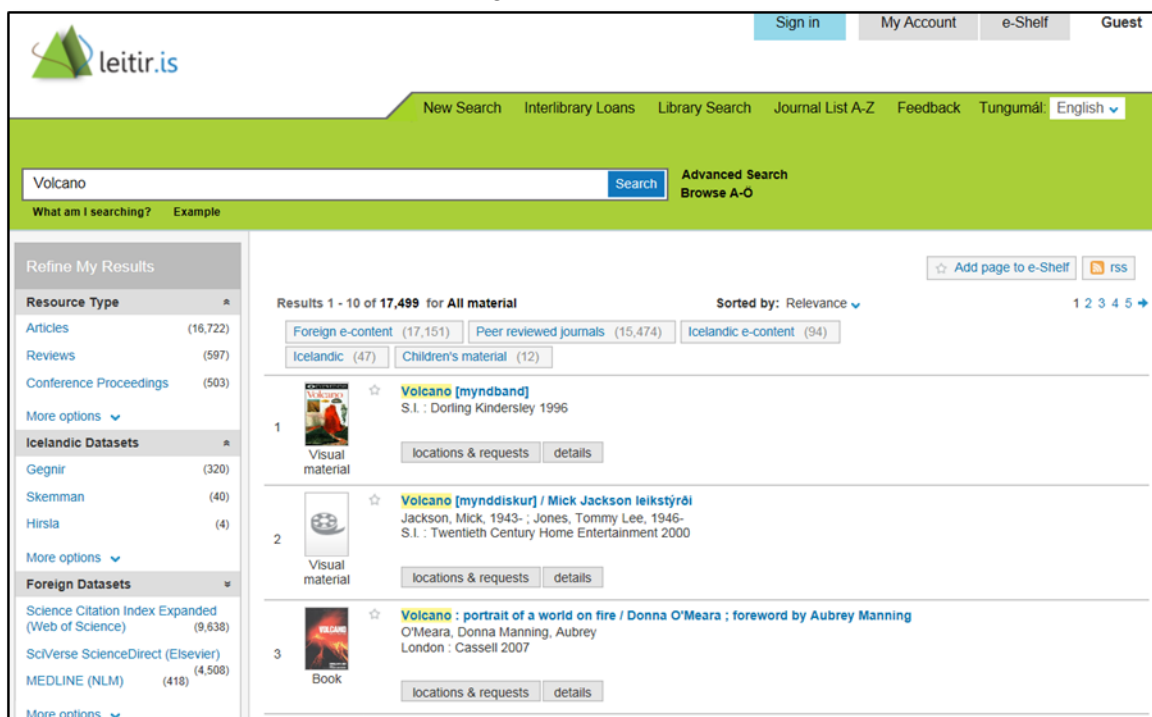 Sign in My Account e-Shelf Guest
leitir.is
New Search Interlibrary Loans Library Search Journal List A-Z Feedback Tungumál: English
Volcano Search
Advanced Search
Browse A-Ö
What am I searching? Example
Refine My Results
Resource Type
Articles (16,722)
Reviews (597)
Conference Proceedings (503)
More options
Icelandic Datasets
Gegnir (320)
Skemman (40)
Hirsla (4)
More options
Foreign Datasets
Science Citation Index Expanded
(Web of Science) (9,638)
SciVerse ScienceDirect (Elsevier)
(4,508)
MEDLINE (NLM) (418)
More options
Add page to e-Shelf rss
Results 1 - 10 of 17,499 for All material Sorted by: Relevance 1 2 3 4 5
Foreign e-content (17,151) Peer reviewed journals (15,474) Icelandic e-content (94)
Icelandic (47) Children's material (12)
1
Volcano
Visual
material
Volcano [myndband]
S.l. : Dorling Kindersley 1996
locations & requests details
2
Visual
material
Volcano [mynddiskur] / Mick Jackson leikstýrði
Jackson, Mick, 1943- ; Jones, Tommy Lee, 1946-
S.l. : Twentieth Century Home Entertainment 2000
locations & requests details
3
VOLCANO
Book
Volcano : portrait of a world on fire / Donna O'Meara ; foreword by Aubrey Manning
O'Meara, Donna Manning, Aubrey
London : Cassell 2007
locations & requests details